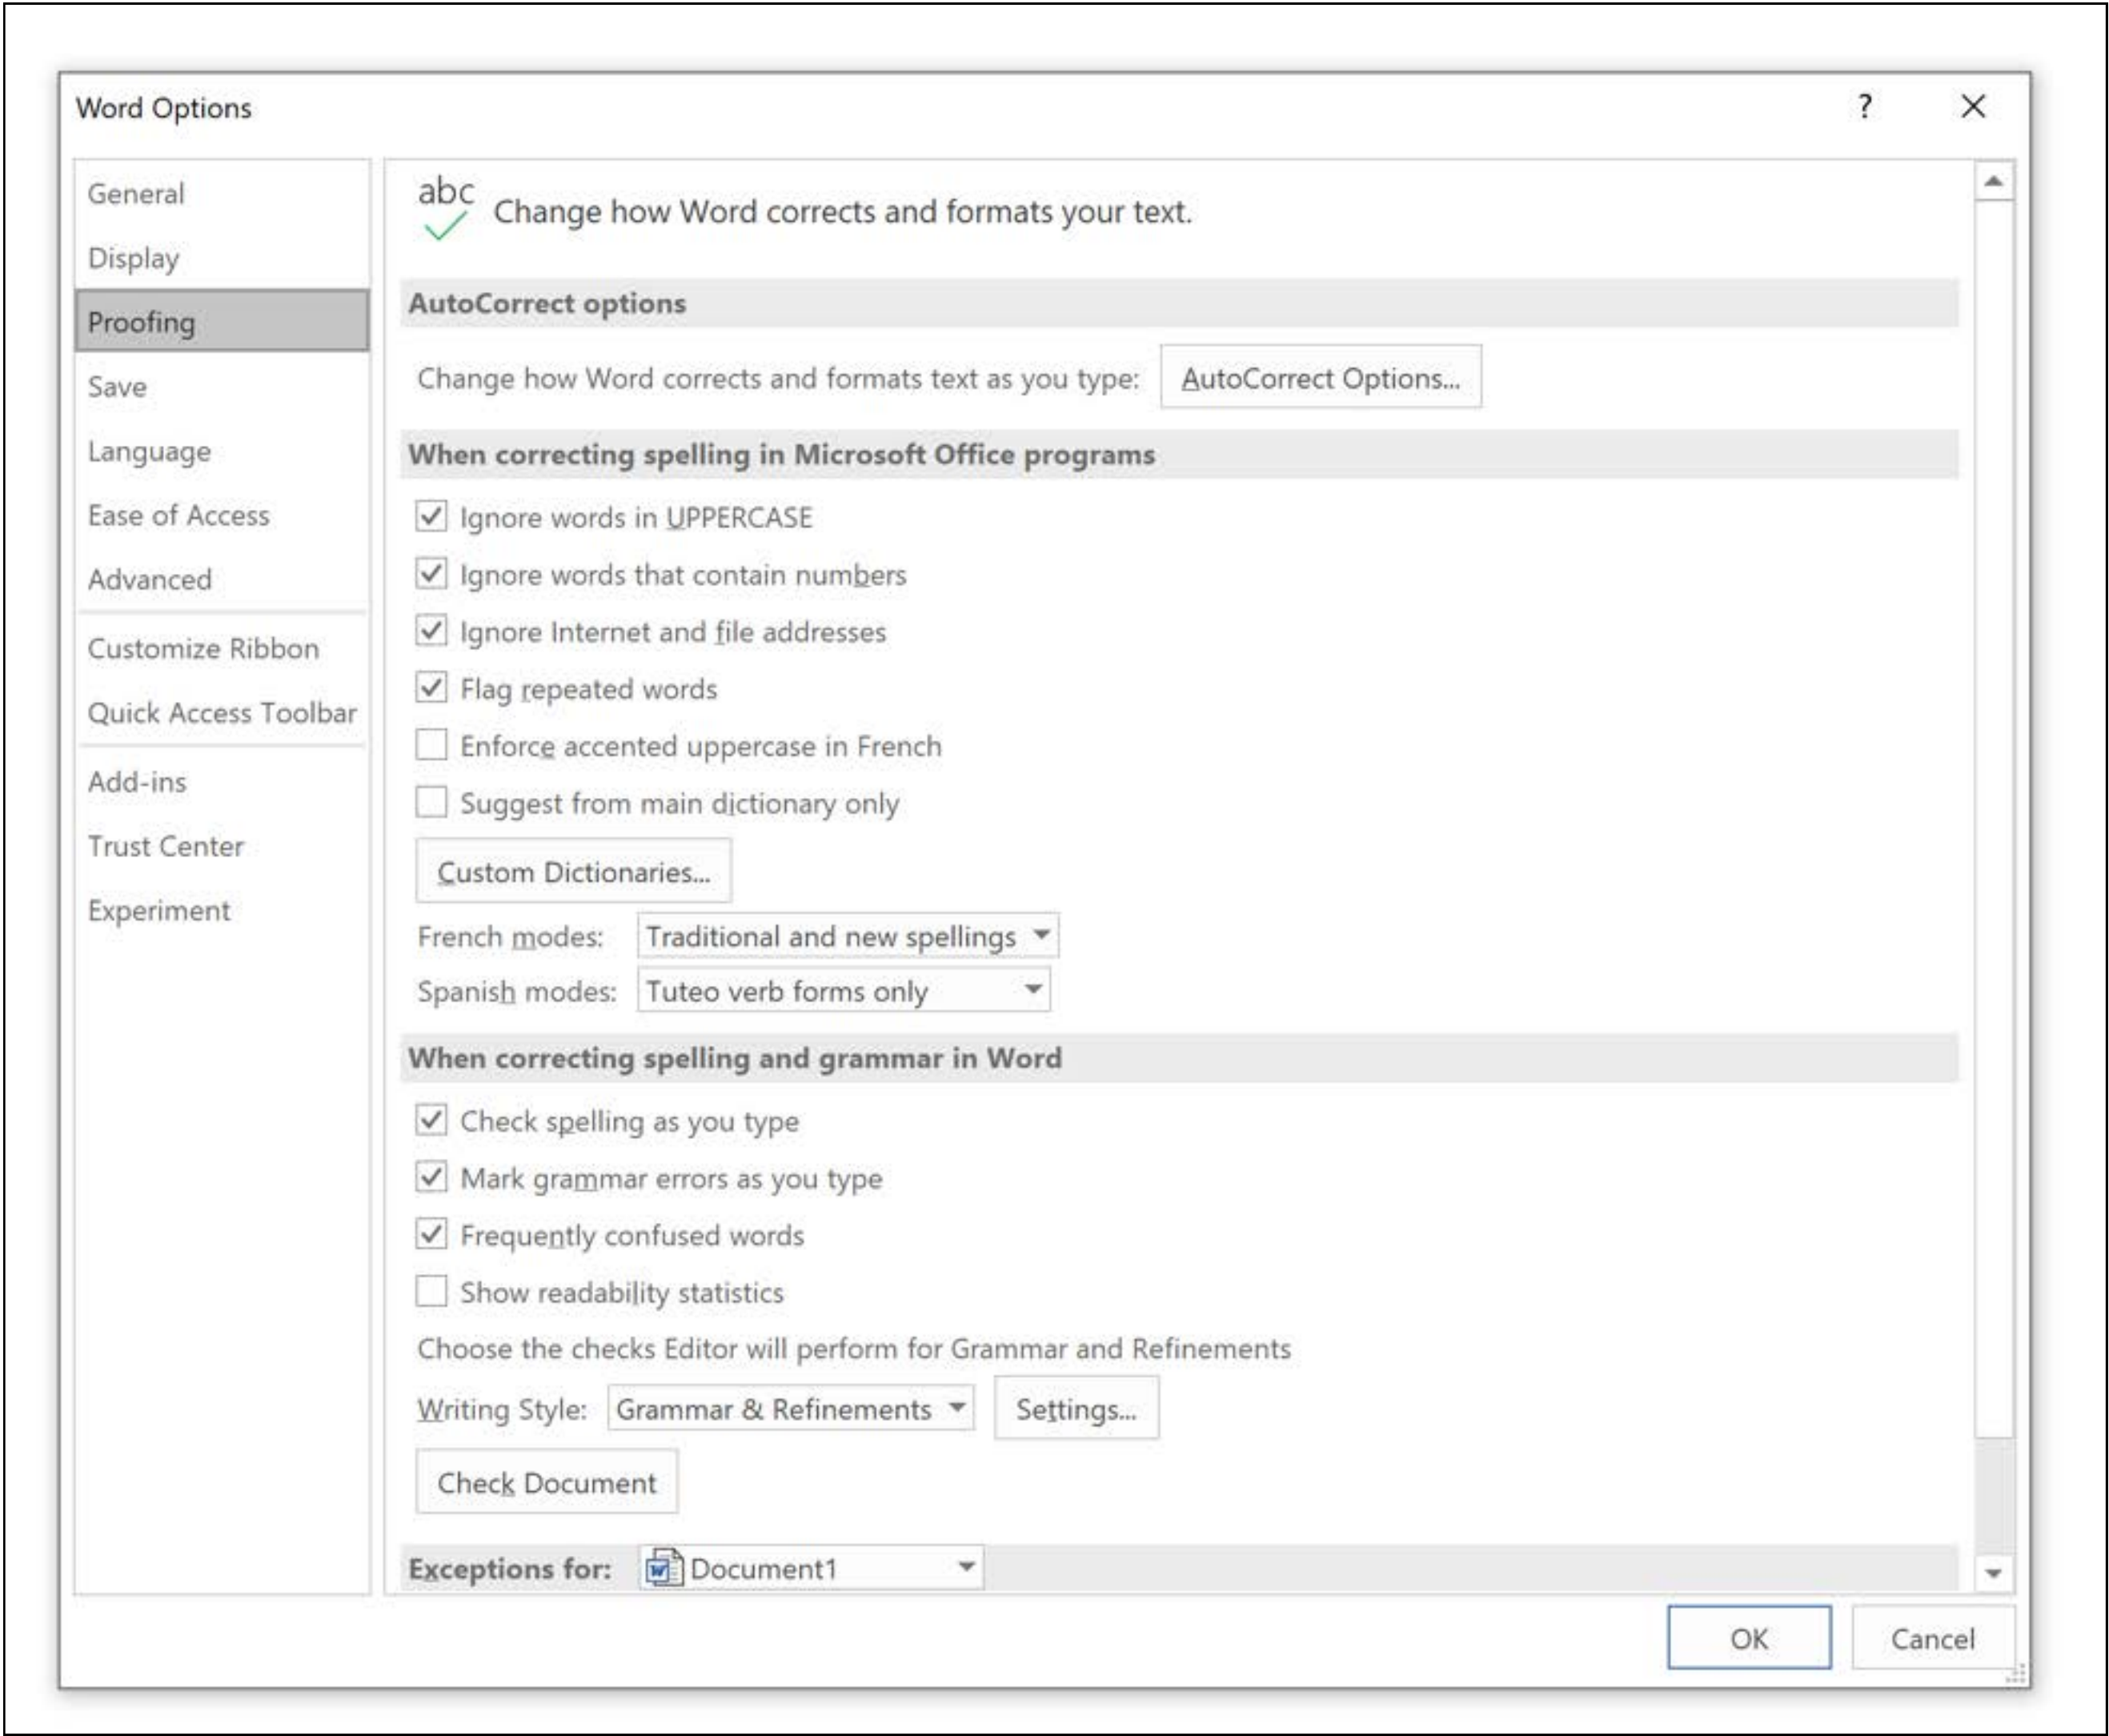 Word Options
?
General
Display
Proofing
Save
Language
Ease of Access
Advanced
Customize Ribbon
Quick Access Toolbar
Add-ins
Trust Center
Experiment
abc
Change how Word corrects and formats your text.
AutoCorrect options
Change how Word corrects and formats text as you type: AutoCorrect Options...
When correcting spelling in Microsoft Office programs
Ignore words in UPPERCASE
Ignore words that contain numbers
Ignore Internet and file addresses
Flag repeated words
Enforce accented uppercase in French
Suggest from main dictionary only
Custom Dictionaries...
French modes: Traditional and new spellings
Spanish modes: Tuteo verb forms only
When correcting spelling and grammar in Word
Check spelling as you type
Mark grammar errors as you type
Frequently confused words
Show readability statistics
Choose the checks Editor will perform for Grammar and Refinements
Writing Style: Grammar & Refinements Settings...
Check Document
Exceptions for: Document1
OK Cancel